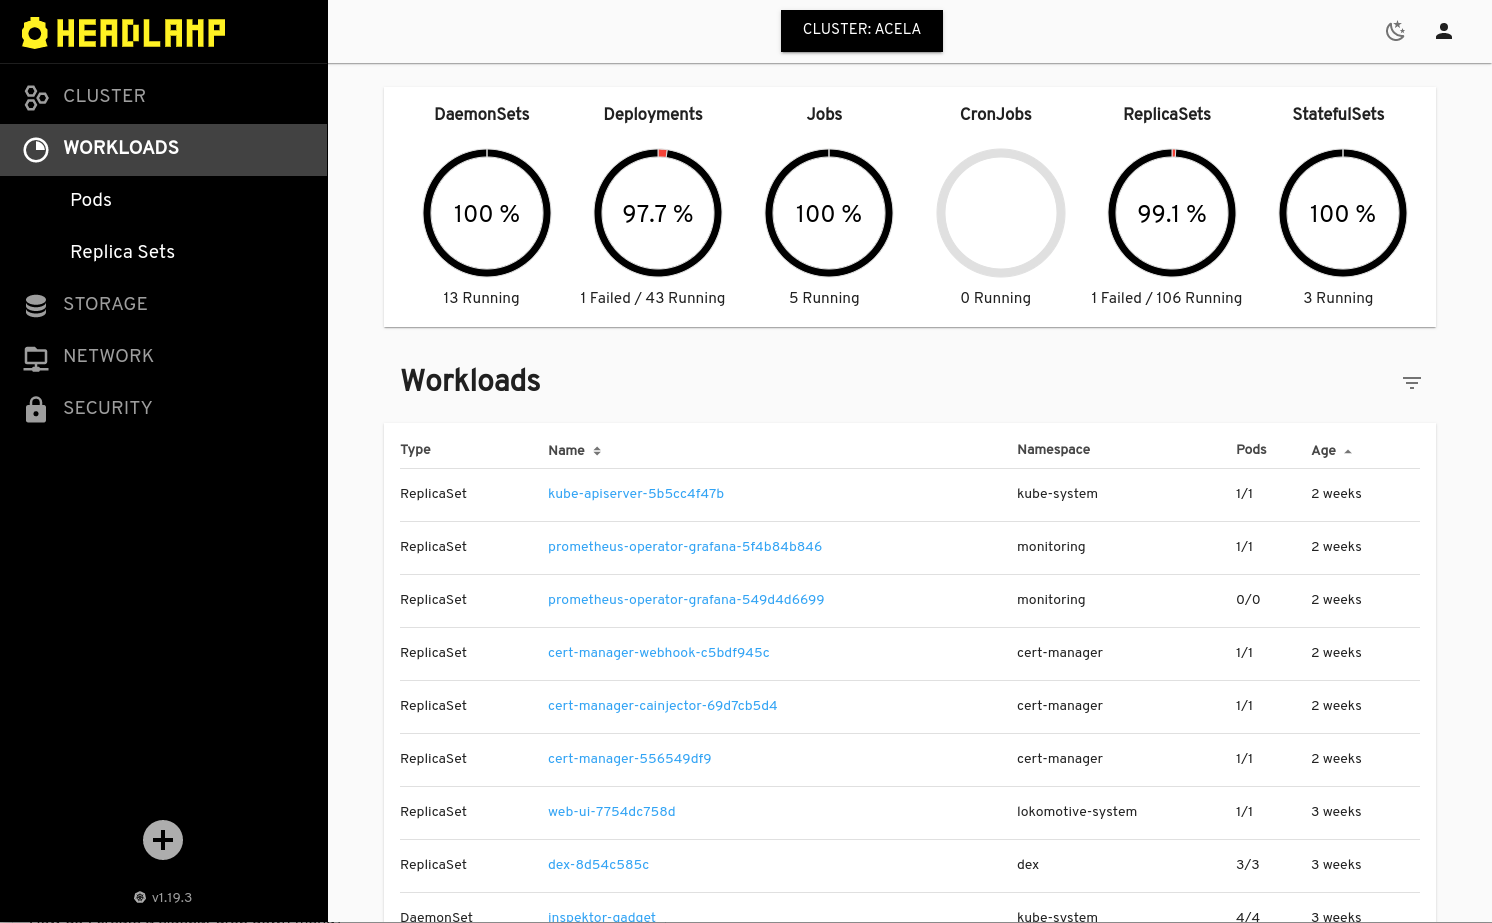 HEADLAMP
CLUSTER: ACELA
CLUSTER
WORKLOADS
Pods
Replica Sets
STORAGE
NETWORK
SECURITY
v1.19.3
DaemonSets Deployments Jobs CronJobs ReplicaSets StatefulSets
100 % 97.7 % 100 % 99.1 % 100 %
13 Running 1 Failed / 43 Running 5 Running 0 Running 1 Failed / 106 Running 3 Running
Workloads
Type Name Namespace Pods Age
ReplicaSet kube-apiserver-5b5cc4f47b kube-system 1/1 2 weeks
ReplicaSet prometheus-operator-grafana-5f4b84b846 monitoring 1/1 2 weeks
ReplicaSet prometheus-operator-grafana-549d4d6699 monitoring 0/0 2 weeks
ReplicaSet cert-manager-webhook-c5bdf945c cert-manager 1/1 2 weeks
ReplicaSet cert-manager-cainjector-69d7cb5d4 cert-manager 1/1 2 weeks
ReplicaSet cert-manager-556549df9 cert-manager 1/1 2 weeks
ReplicaSet web-ui-7754dc758d lokomotive-system 1/1 3 weeks
ReplicaSet dex-8d54c585c dex 3/3 3 weeks
DaemonSet inspektor-gadget kube-system 4/4 3 weeks